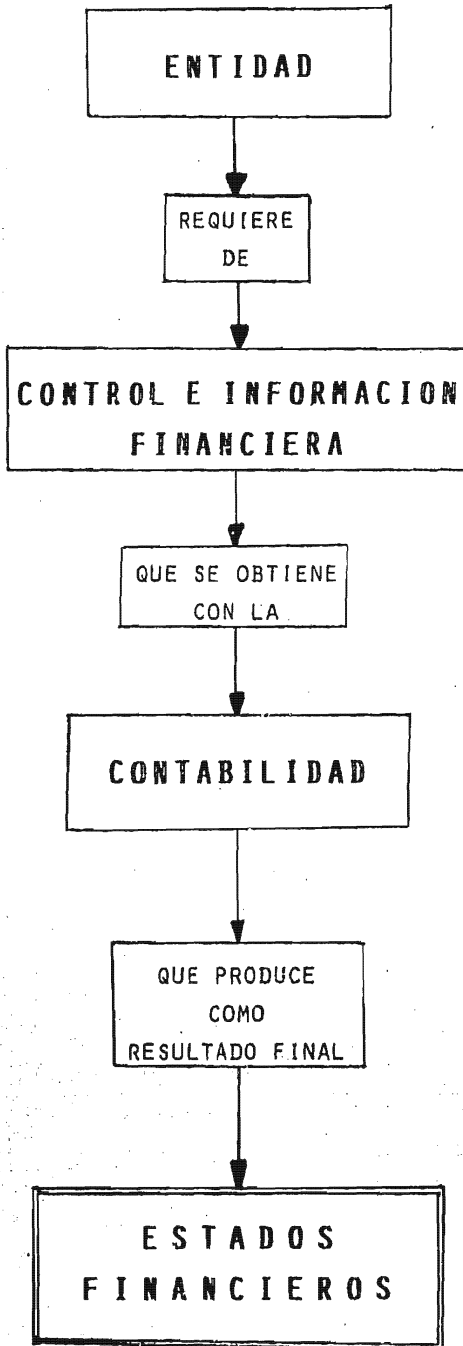 ENTIDAD
REQUIERE
DE
CONTROL E INFORMACION
FINANCIERA
QUE SE OBTIENE
CON LA
CONTABILIDAD
QUE PRODUCE
COMO
RESULTADO FINAL
ESTADOS
FINANCIEROS